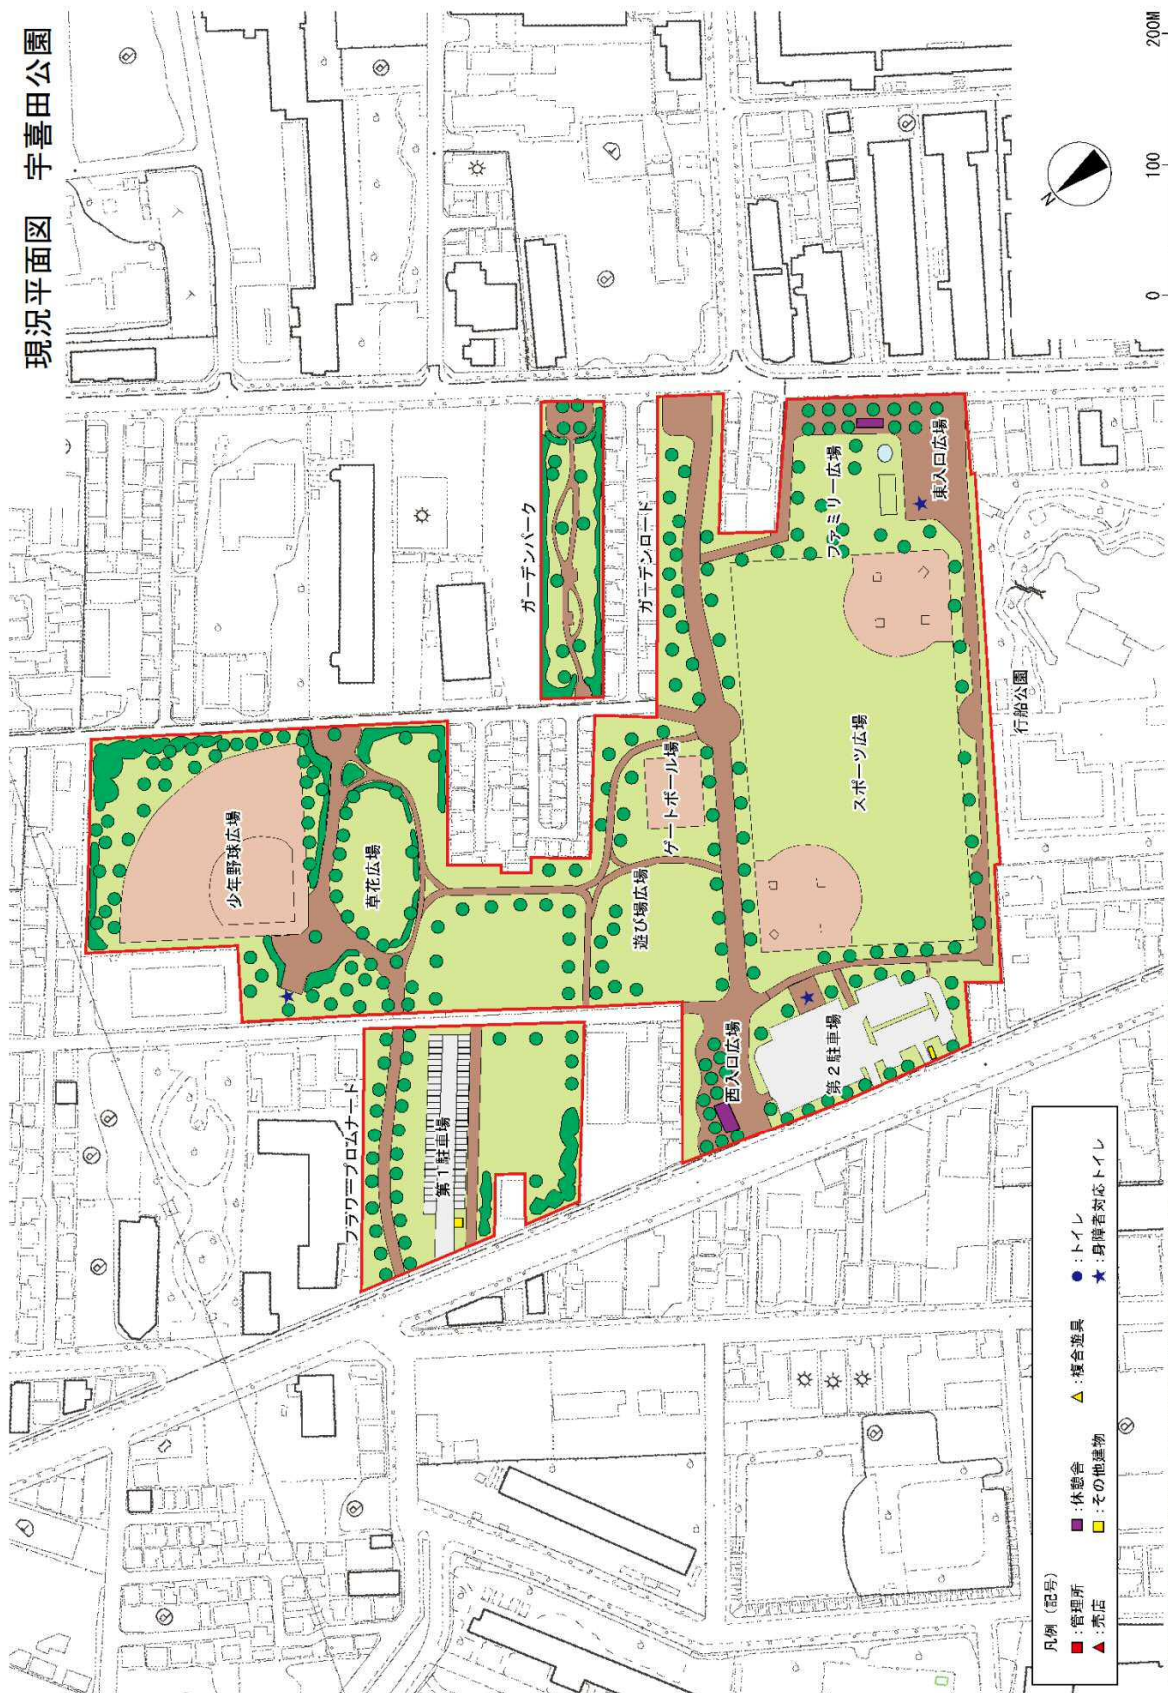 現況平面図　宇喜田公園
少年野球広場
草花広場
フラワープロムナード
第1駐車場
ガーデンパーク
ガーデンロード
遊び場広場
ゲートボール場
西入口広場
第2駐車場
スポーツ広場
ファミリー広場
東入口広場
行船公園
N
0 100 200M
凡例（記号）
：管理所 ：休憩舎 ：複合遊具 ：トイレ
：売店 ：その他建物 ：身障者対応トイレ